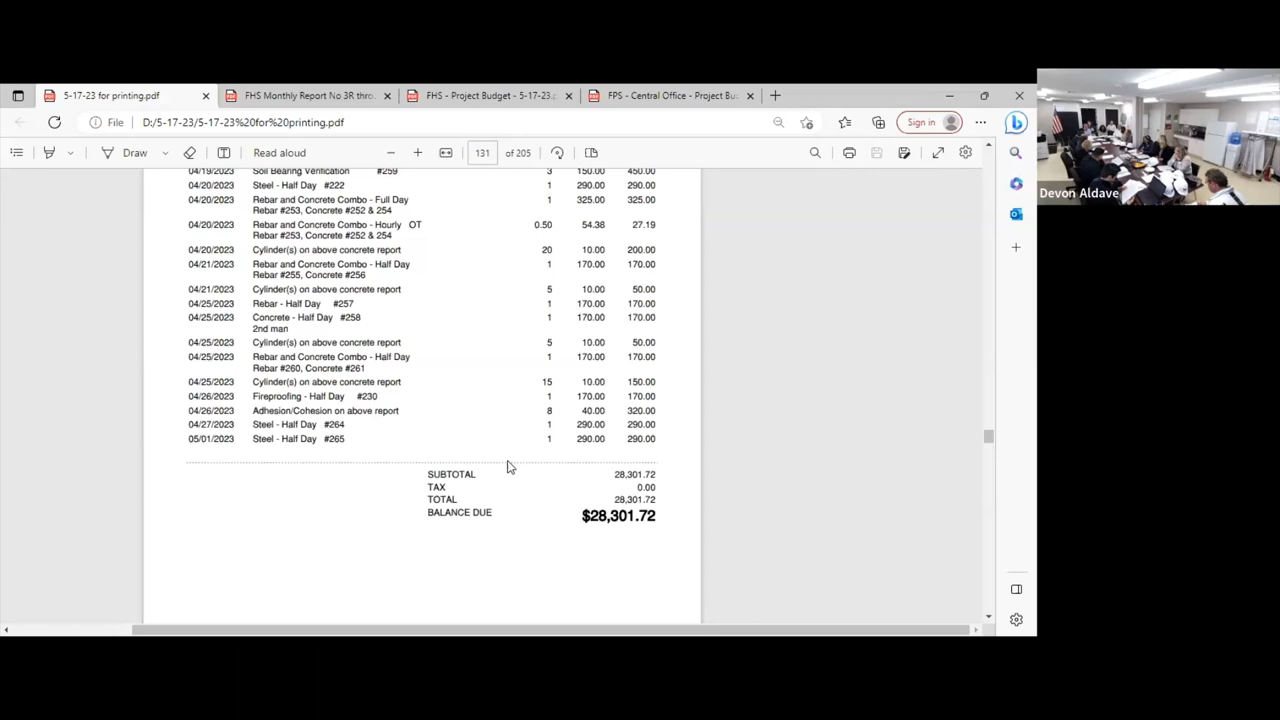 5-17-23 for printing.pdf
FHS Monthly Report No 3R thro
FHS - Project Budget - 5-17-23.p
FPS - Central Office - Project Bu
File D:/5-17-23/5-17-23%20for%20printing.pdf
Sign in
Draw
Read aloud
131 of 205
04/19/2023 Soil Bearing Verification #259 3 150.00 450.00
04/20/2023 Steel - Half Day #222 1 290.00 290.00
04/20/2023 Rebar and Concrete Combo - Full Day 1 325.00 325.00
Rebar #253, Concrete #252 & 254
04/20/2023 Rebar and Concrete Combo - Hourly OT 0.50 54.38 27.19
Rebar #253, Concrete #252 & 254
04/20/2023 Cylinder(s) on above concrete report 20 10.00 200.00
04/21/2023 Rebar and Concrete Combo - Half Day 1 170.00 170.00
Rebar #255, Concrete #256
04/21/2023 Cylinder(s) on above concrete report 5 10.00 50.00
04/25/2023 Rebar - Half Day #257 1 170.00 170.00
04/25/2023 Concrete - Half Day #258 1 170.00 170.00
2nd man
04/25/2023 Cylinder(s) on above concrete report 5 10.00 50.00
04/25/2023 Rebar and Concrete Combo - Half Day 1 170.00 170.00
Rebar #260, Concrete #261
04/25/2023 Cylinder(s) on above concrete report 15 10.00 150.00
04/26/2023 Fireproofing - Half Day #230 1 170.00 170.00
04/26/2023 Adhesion/Cohesion on above report 8 40.00 320.00
04/27/2023 Steel - Half Day #264 1 290.00 290.00
05/01/2023 Steel - Half Day #265 1 290.00 290.00
SUBTOTAL 28,301.72
TAX 0.00
TOTAL 28,301.72
BALANCE DUE $28,301.72
Devon Aldave